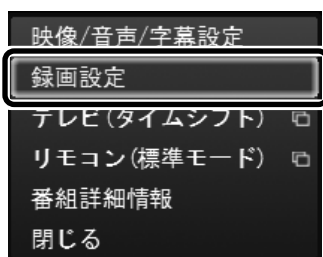 映像/音声/字幕設定
録画設定
テレビ(タイムシフト)
リモコン(標準モード)
番組詳細情報
閉じる